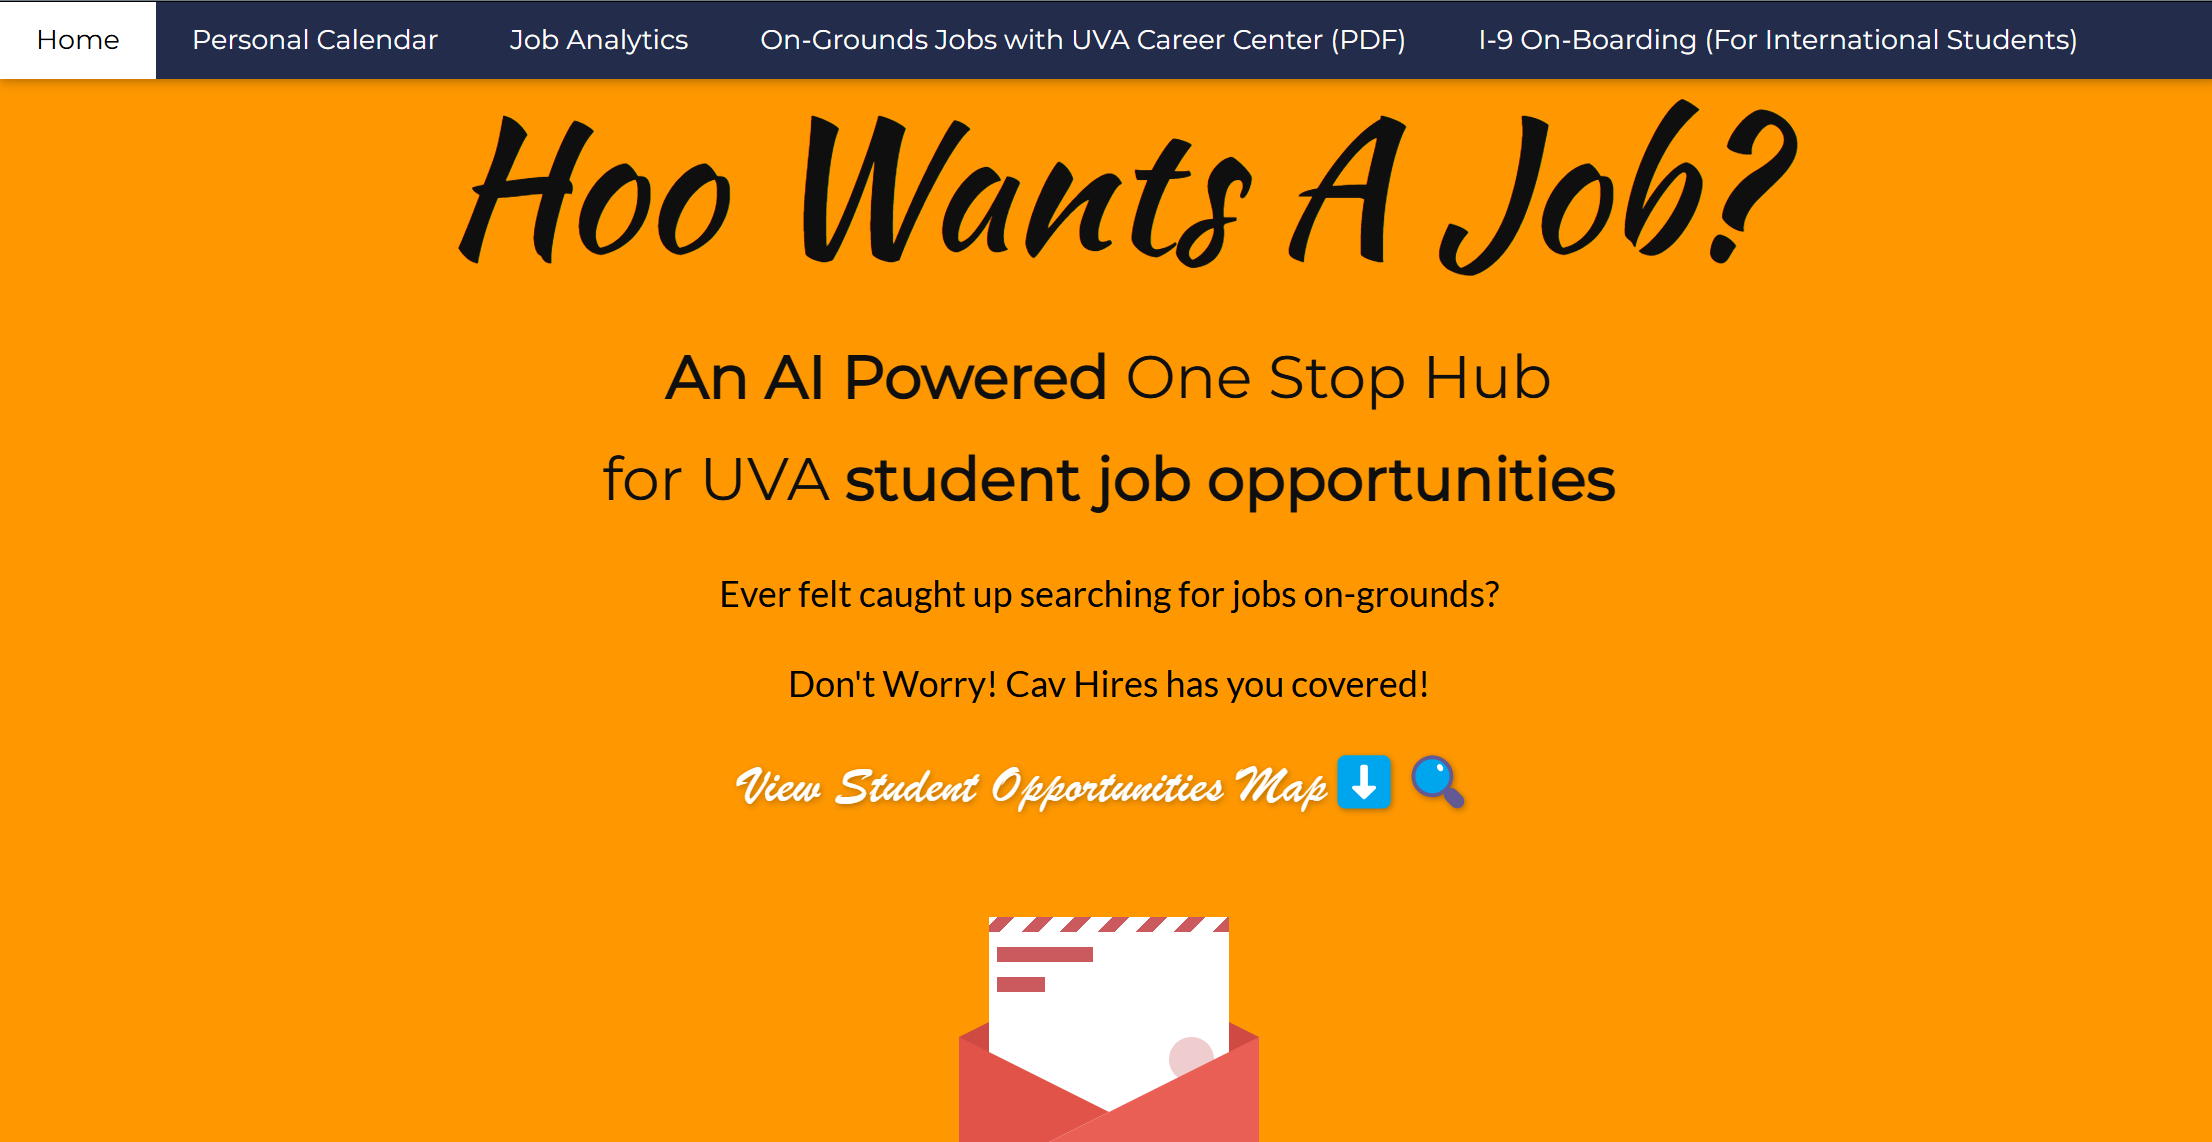 Home
Personal Calendar
Job Analytics
On-Grounds Jobs with UVA Career Center (PDF)
I-9 On-Boarding (For International Students)
Hoo Wants A Job?
An AI Powered One Stop Hub
for UVA student job opportunities
Ever felt caught up searching for jobs on-grounds?
Don't Worry! Cav Hires has you covered!
View Student Opportunities Map